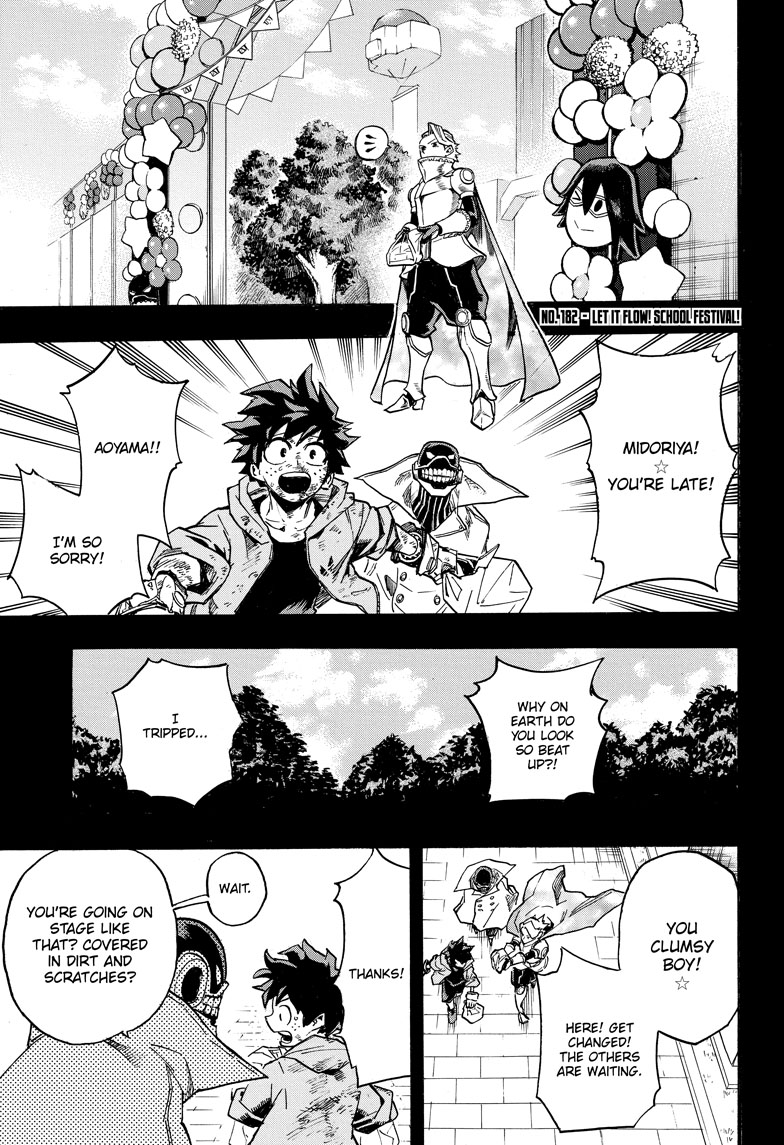 NO. 182 - LET IT FLOW! SCHOOL FESTIVAL!
MIDORIYA!
☆
YOU'RE LATE!
AOYAMA!!
I'M SO
SORRY!
WHY ON
EARTH DO
YOU LOOK
SO BEAT
UP?!
I
TRIPPED...
YOU
CLUMSY
BOY!
☆
HERE! GET
CHANGED!
THE OTHERS
ARE WAITING.
THANKS!
WAIT.
YOU'RE GOING ON
STAGE LIKE
THAT? COVERED
IN DIRT AND
SCRATCHES?